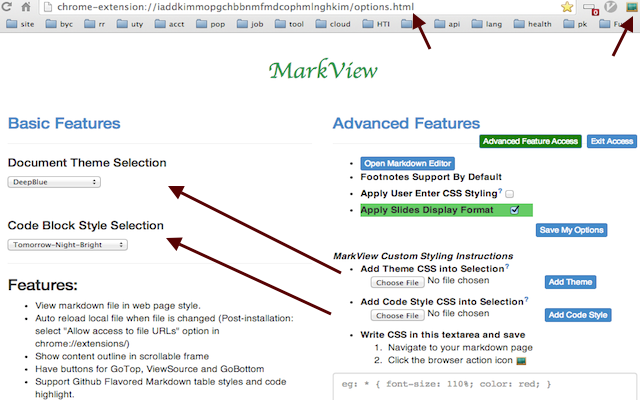 chrome-extension://iaddkimmopgchbbnmfmdcophmlnghkim/options.html
site byc rr uty aca pop job tool cloud HTI api lang health pk Fu
MarkView
Basic Features
Document Theme Selection
DeepBlue
Code Block Style Selection
Tomorrow-Night-Bright
Features:
• View markdown file in web page style.
• Auto reload local file when file is changed (Post-installation:
select "Allow access to file URLs" option in
chrome://extensions/)
• Show content outline in scrollable frame
• Have buttons for GoTop, ViewSource and GoBottom
• Support Github Flavored Markdown table styles and code
highlight.
Advanced Features
Advanced Feature Access Exit Access
• Open Markdown Editor
• Footnotes Support By Default
• Apply User Enter CSS Styling?
• Apply Slides Display Format
Save My Options
MarkView Custom Styling Instructions
• Add Theme CSS into Selection?
Choose File No file chosen Add Theme
• Add Code Style CSS into Selection?
Choose File No file chosen Add Code Style
• Write CSS in this textarea and save
1. Navigate to your markdown page
2. Click the browser action icon
eg: * { font-size: 110%; color: red; }